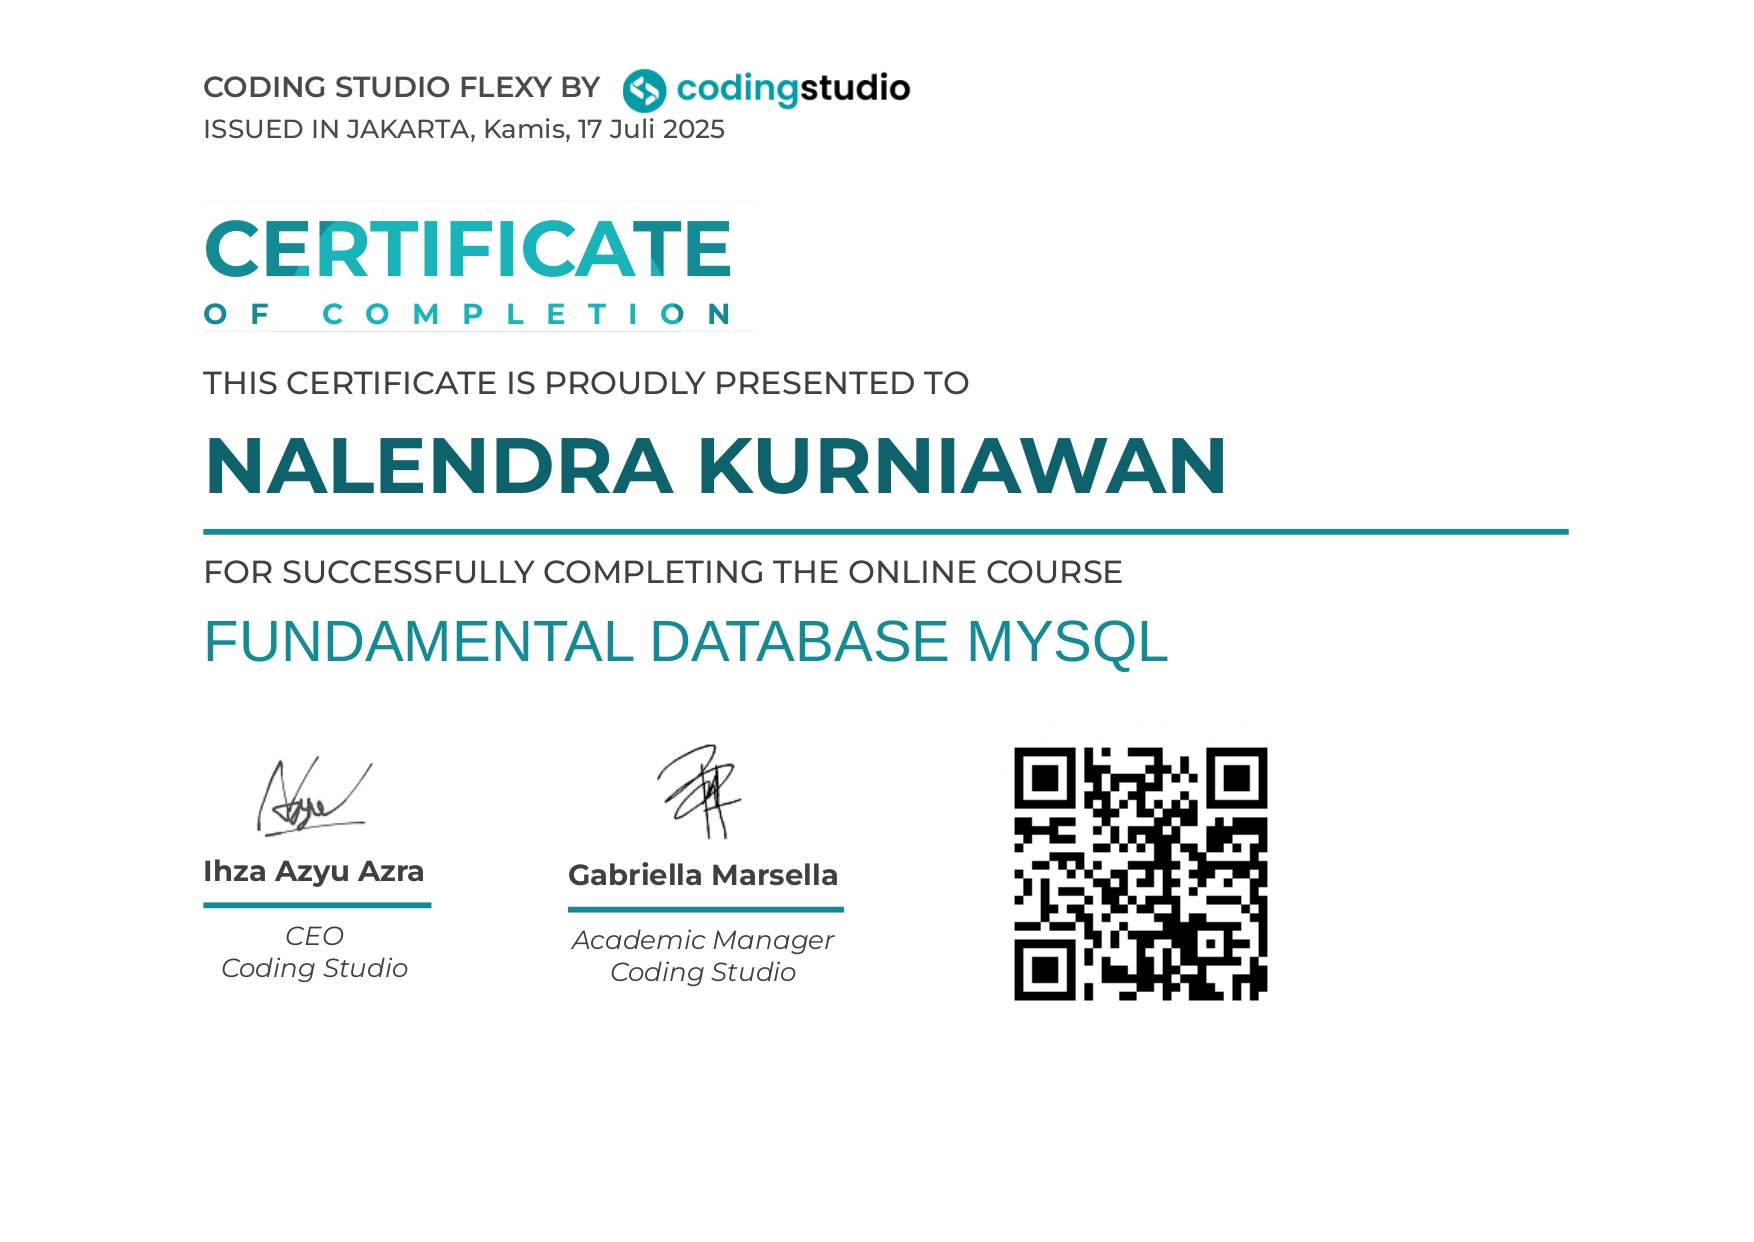 CODING STUDIO FLEXY BY codingstudio
ISSUED IN JAKARTA, Kamis, 17 Juli 2025
CERTIFICATE
OF COMPLETION
THIS CERTIFICATE IS PROUDLY PRESENTED TO
NALENDRA KURNIAWAN
FOR SUCCESSFULLY COMPLETING THE ONLINE COURSE
FUNDAMENTAL DATABASE MYSQL
Ihza Azyu Azra
CEO
Coding Studio
Gabriella Marsella
Academic Manager
Coding Studio